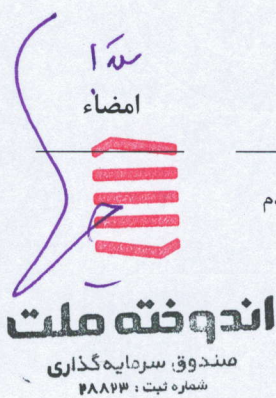 امضاء
اندوخته ملت
صندوق سرمایه گذاری
شماره ثبت : ۲۸۸۲۳